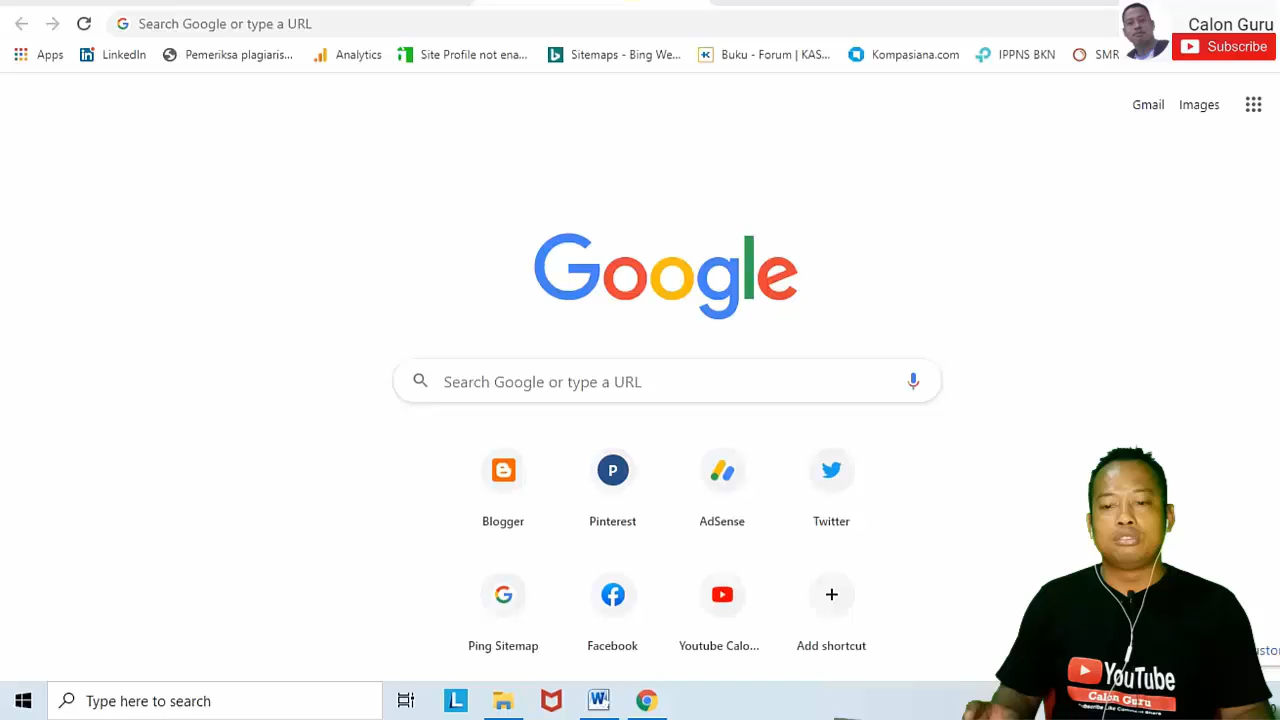 Search Google or type a URL
Calon Guru
Subscribe
Apps
LinkedIn
Pemeriksa plagiaris...
Analytics
Site Profile not ena...
Sitemaps - Bing We...
Buku - Forum | KAS...
Kompasiana.com
IPPNS BKN
SMR
Gmail
Images
Google
Search Google or type a URL
P
Blogger
Pinterest
AdSense
Twitter
Ping Sitemap
Facebook
Youtube Calo...
Add shortcut
YouTube
Calon Guru
Type here to search
L
W